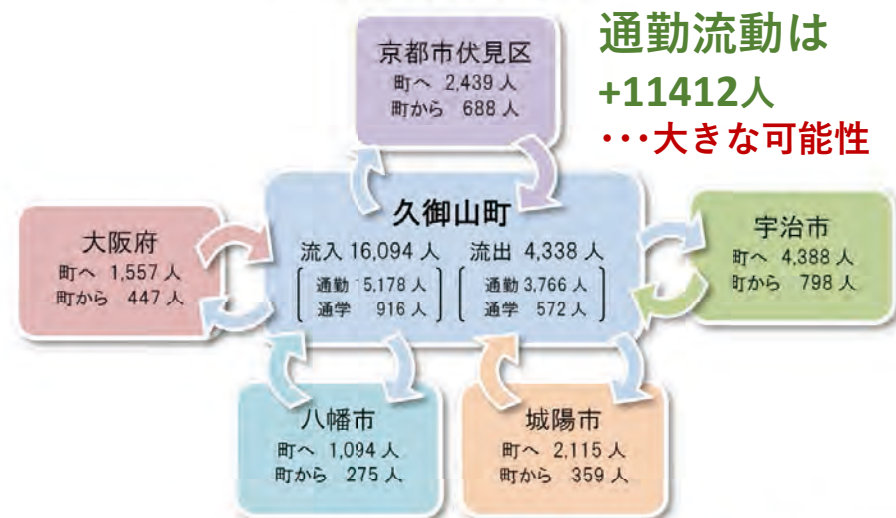 通勤流動は
+11412人
・・・大きな可能性
京都市伏見区
町へ 2,439 人
町から 688 人
久御山町
流入 16,094 人 流出 4,338 人
通勤 5,178 人 通勤 3,766 人
通学 916 人 通学 572 人
大阪府
町へ 1,557 人
町から 447 人
宇治市
町へ 4,388 人
町から 798 人
八幡市
町へ 1,094 人
町から 275 人
城陽市
町へ 2,115 人
町から 359 人